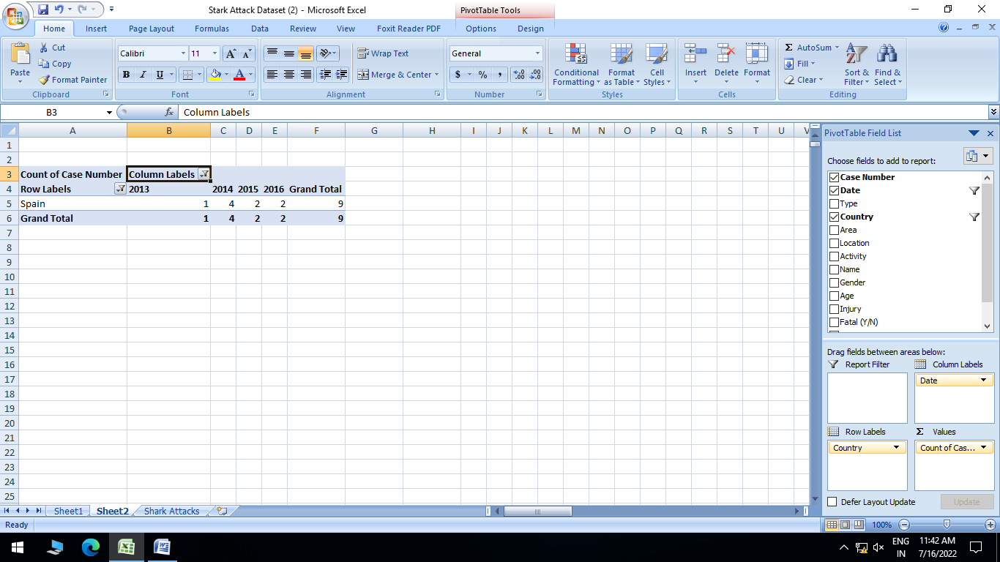 Stark Attack Dataset (2) - Microsoft Excel
PivotTable Tools
Home Insert Page Layout Formulas Data Review View Foxit Reader PDF Options Design
Paste
Cut
Copy
Format Painter
Clipboard
Calibri 11
B I U
Font
Wrap Text
Merge & Center
Alignment
General
$ % ,
Number
Conditional Formatting
Format as Table
Cell Styles
Styles
Insert Delete Format
Cells
Σ AutoSum
Fill
Clear
Sort & Filter
Find & Select
Editing
B3 fx Column Labels
A B C D E F G H I J K L M N O P Q R S T U V
1
2
3 Count of Case Number Column Labels
4 Row Labels 2013 2014 2015 2016 Grand Total
5 Spain 1 4 2 2 9
6 Grand Total 1 4 2 2 9
7
8
9
10
11
12
13
14
15
16
17
18
19
20
21
22
23
24
25
PivotTable Field List
Choose fields to add to report:
Case Number
Date
Type
Country
Area
Location
Activity
Name
Gender
Age
Injury
Fatal (Y/N)
Drag fields between areas below:
Report Filter
Column Labels
Date
Row Labels
Σ Values
Country
Count of Cas...
Defer Layout Update
Update
Sheet1 Sheet2 Shark Attacks
Ready
100%
ENG
IN
11:42 AM
7/16/2022